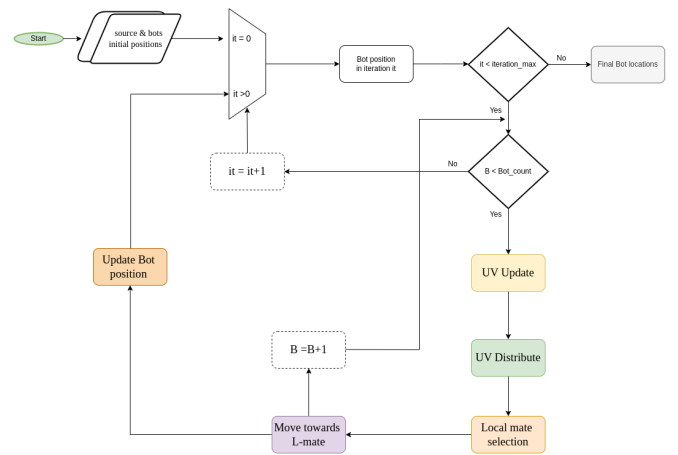 Start
source & bots
initial positions
it = 0
it >0
Bot position
in iteration it
it < iteration_max
No
Final Bot locations
Yes
B < Bot_count
No
it = it+1
Yes
Update Bot
position
UV Update
B =B+1
UV Distribute
Move towards
L-mate
Local mate
selection